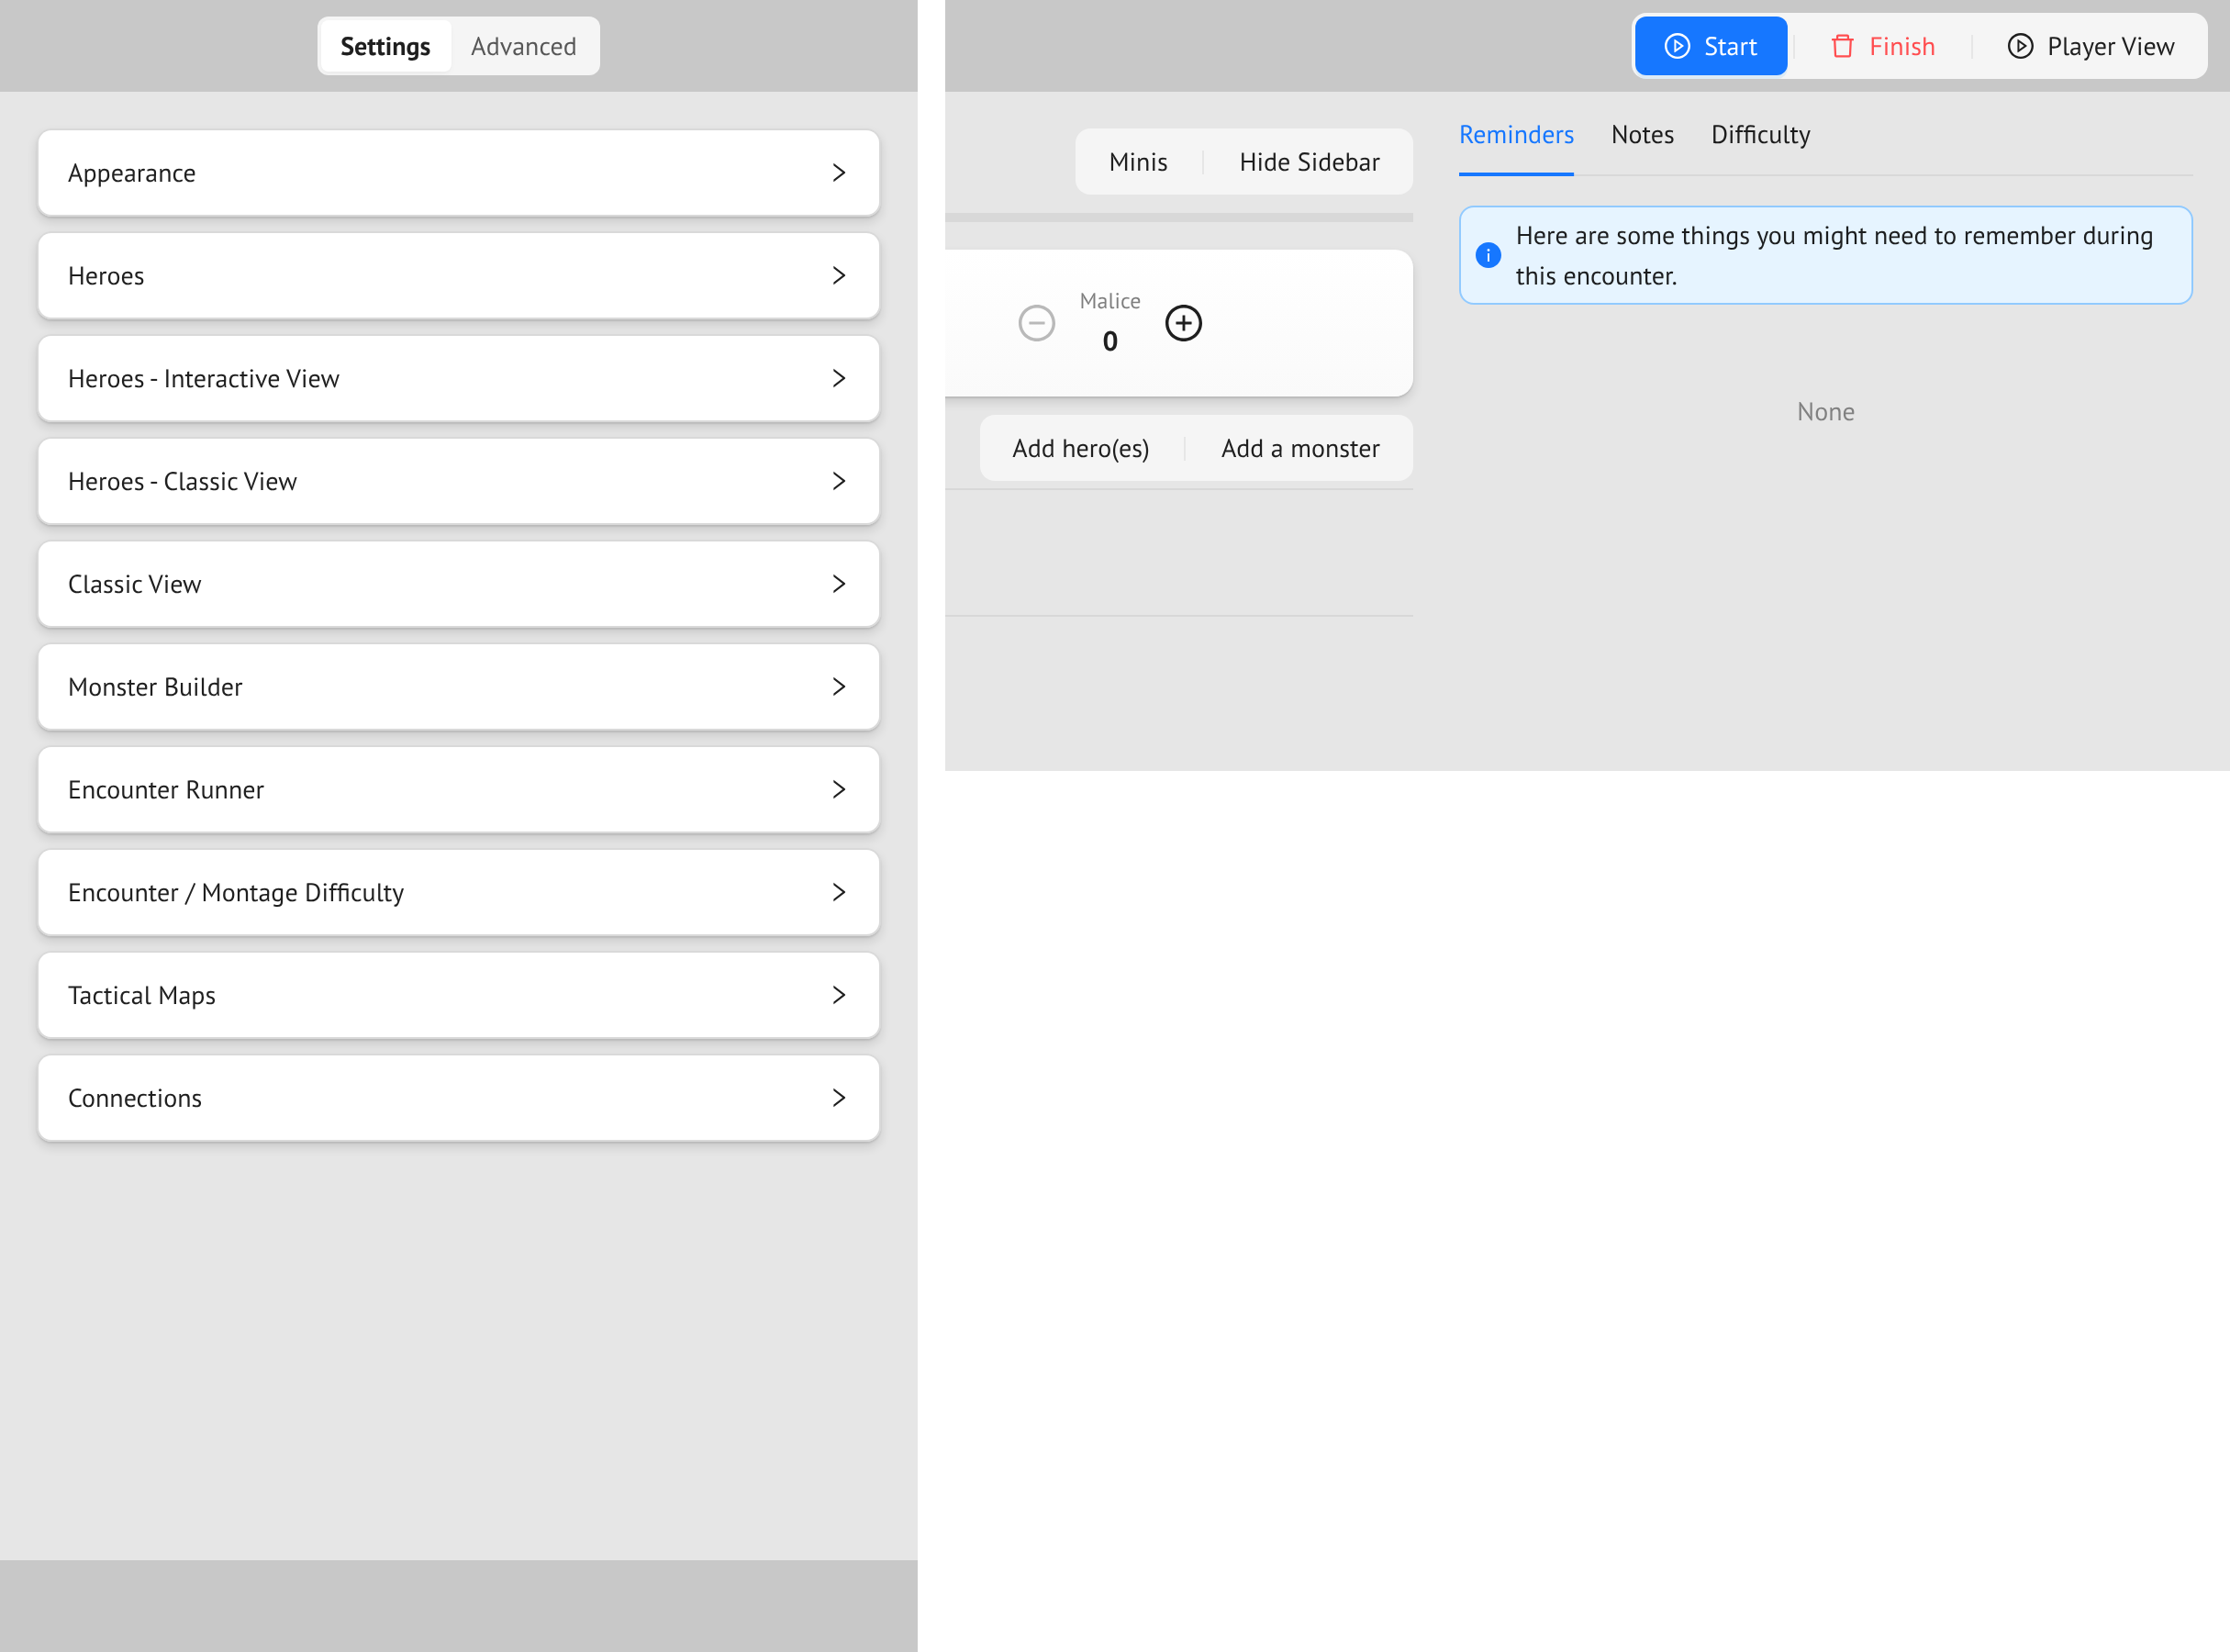 Settings
Advanced
Appearance
Heroes
Heroes - Interactive View
Heroes - Classic View
Classic View
Monster Builder
Encounter Runner
Encounter / Montage Difficulty
Tactical Maps
Connections
Start
Finish
Player View
Minis
Hide Sidebar
Malice
0
Add hero(es)
Add a monster
Reminders
Notes
Difficulty
Here are some things you might need to remember during
this encounter.
None